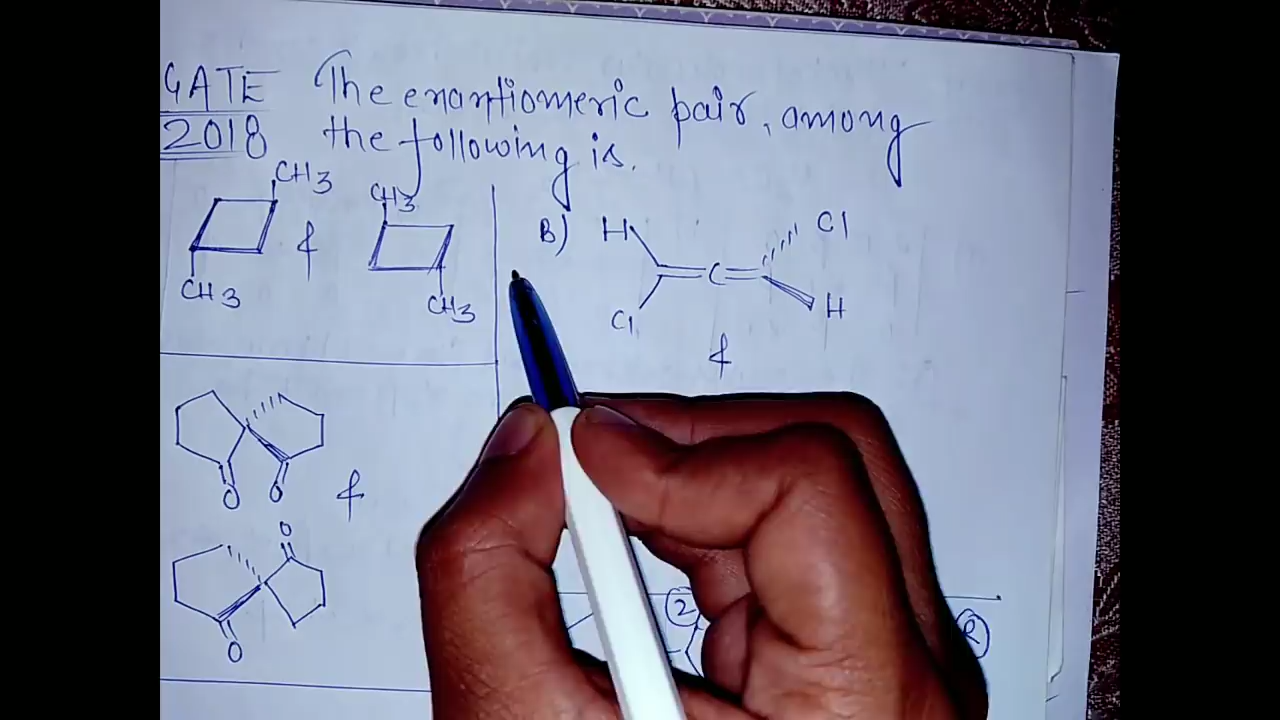 GATE The enantiomeric pair, among
2018 the following is.
CH3 CH3
& 
CH3 CH3
B) H Cl
C
Cl H
&
&
O O
O
O
2 R